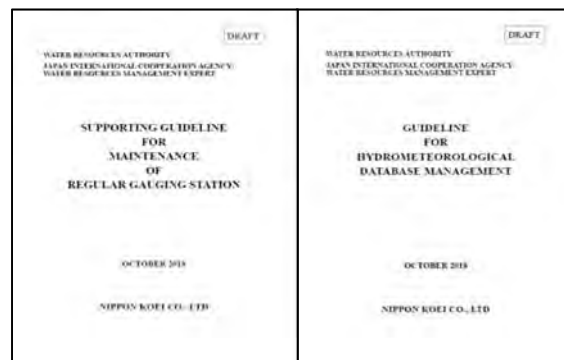 DRAFT
WATER RESOURCES AUTHORITY
JAPAN INTERNATIONAL COOPERATION AGENCY
WATER RESOURCES MANAGEMENT EXPERT
SUPPORTING GUIDELINE
FOR
MAINTENANCE
OF
REGULAR GAUGING STATION
OCTOBER 2018
NIPPON KOEI CO., LTD
DRAFT
WATER RESOURCES AUTHORITY
JAPAN INTERNATIONAL COOPERATION AGENCY
WATER RESOURCES MANAGEMENT EXPERT
GUIDELINE
FOR
HYDROMETEOROLOGICAL
DATABASE MANAGEMENT
OCTOBER 2018
NIPPON KOEI CO., LTD